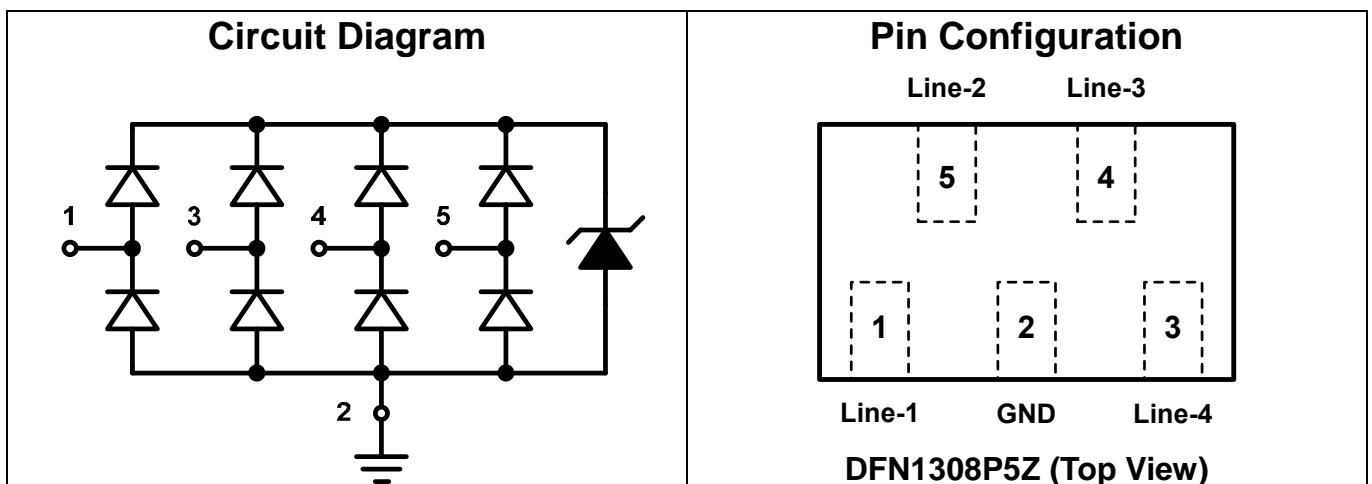 Circuit Diagram
1
3
4
5
2
Pin Configuration
Line-2 Line-3
5 4
1 2 3
Line-1 GND Line-4
DFN1308P5Z (Top View)